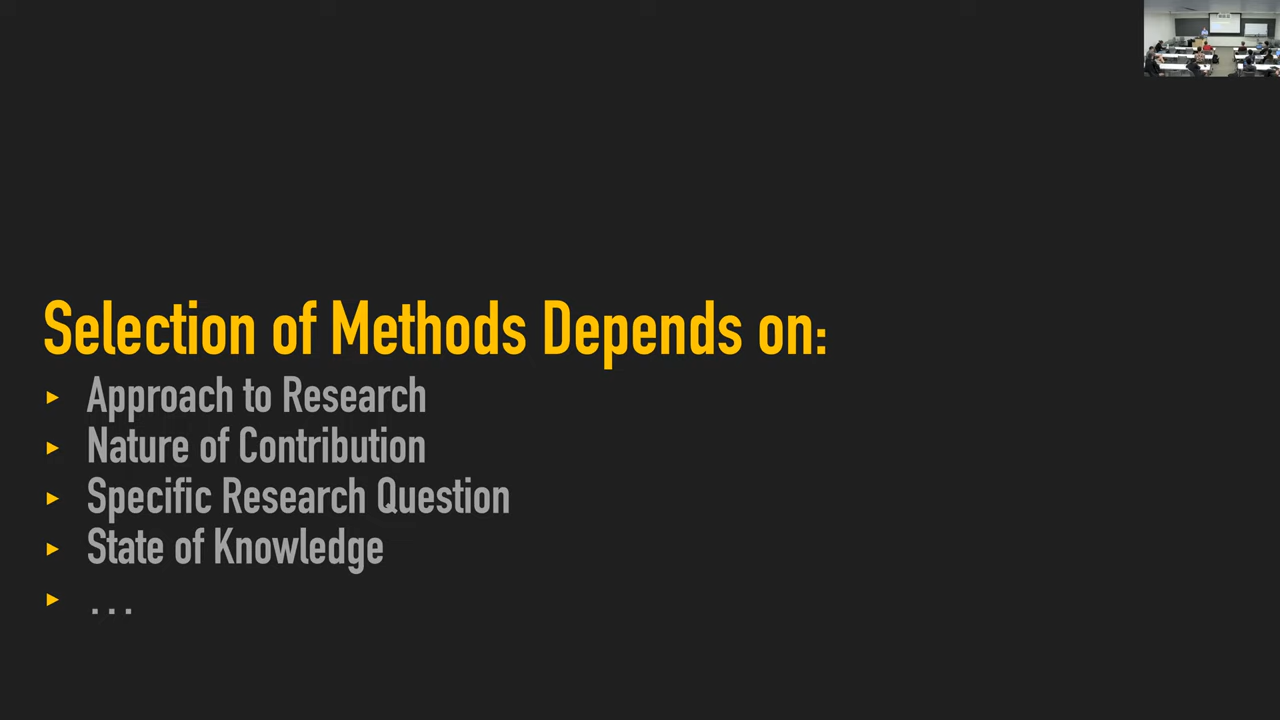 Selection of Methods Depends on:
▸ Approach to Research
▸ Nature of Contribution
▸ Specific Research Question
▸ State of Knowledge
▸ ...